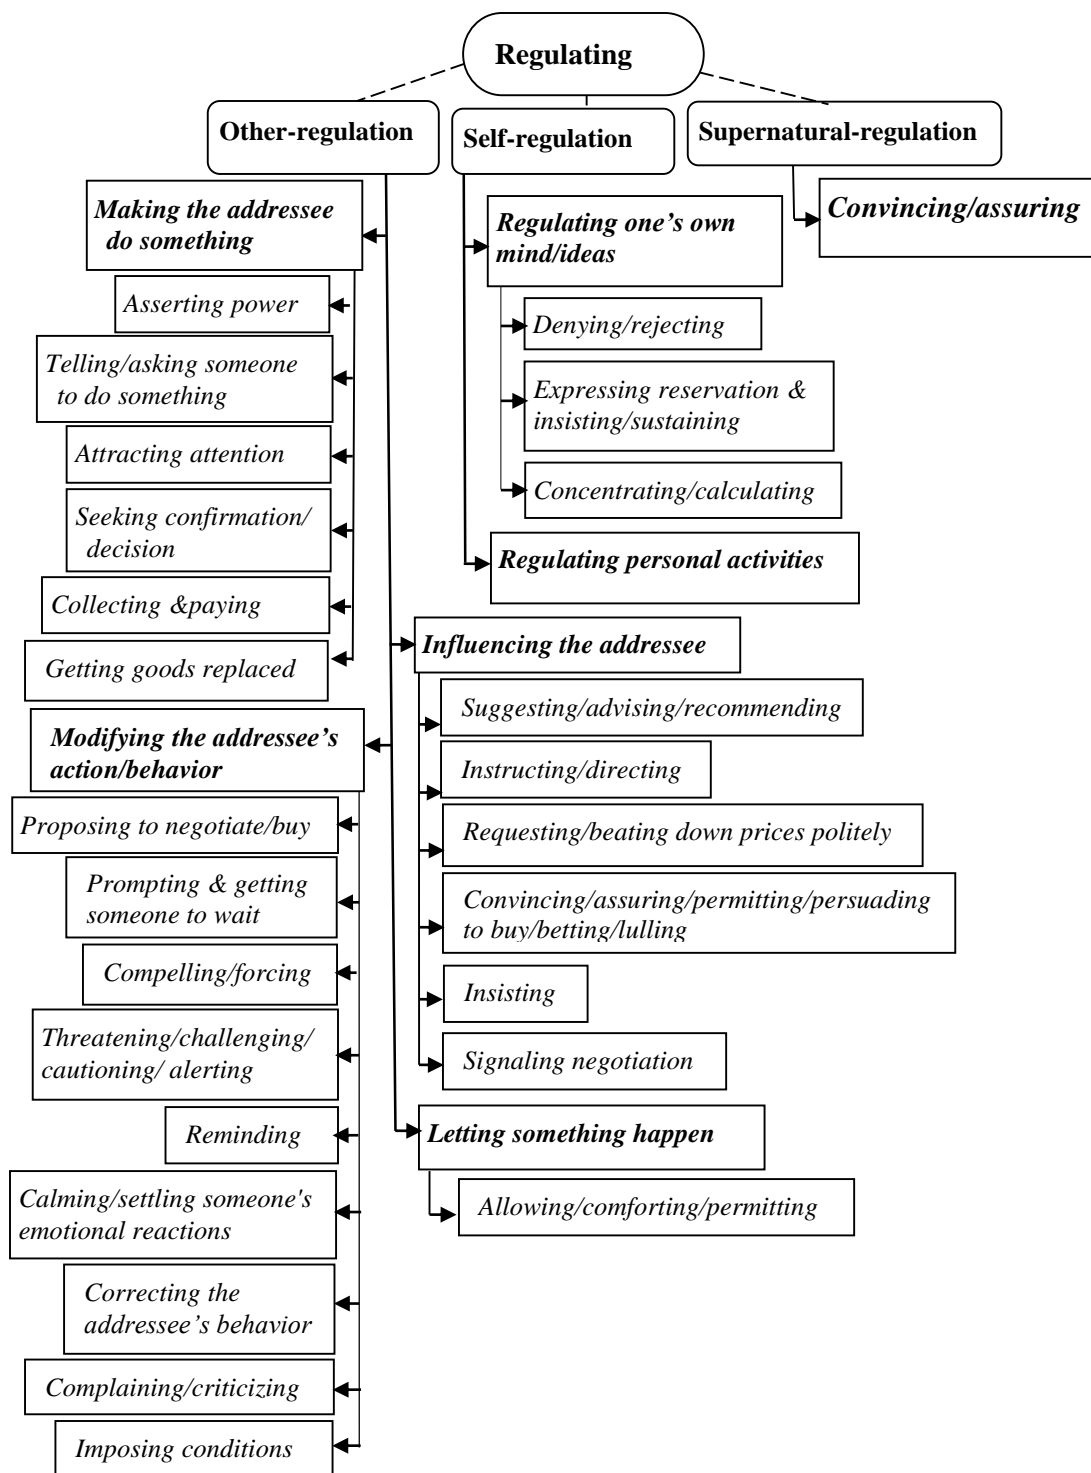 Regulating
Other-regulation
Self-regulation
Supernatural-regulation
Making the addressee
do something
Asserting power
Telling/asking someone
to do something
Attracting attention
Seeking confirmation/
decision
Collecting &paying
Getting goods replaced
Modifying the addressee’s
action/behavior
Proposing to negotiate/buy
Prompting & getting
someone to wait
Compelling/forcing
Threatening/challenging/
cautioning/ alerting
Reminding
Calming/settling someone's
emotional reactions
Correcting the
addressee’s behavior
Complaining/criticizing
Imposing conditions
Influencing the addressee
Suggesting/advising/recommending
Instructing/directing
Requesting/beating down prices politely
Convincing/assuring/permitting/persuading
to buy/betting/lulling
Insisting
Signaling negotiation
Letting something happen
Allowing/comforting/permitting
Regulating one’s own
mind/ideas
Denying/rejecting
Expressing reservation &
insisting/sustaining
Concentrating/calculating
Regulating personal activities
Convincing/assuring